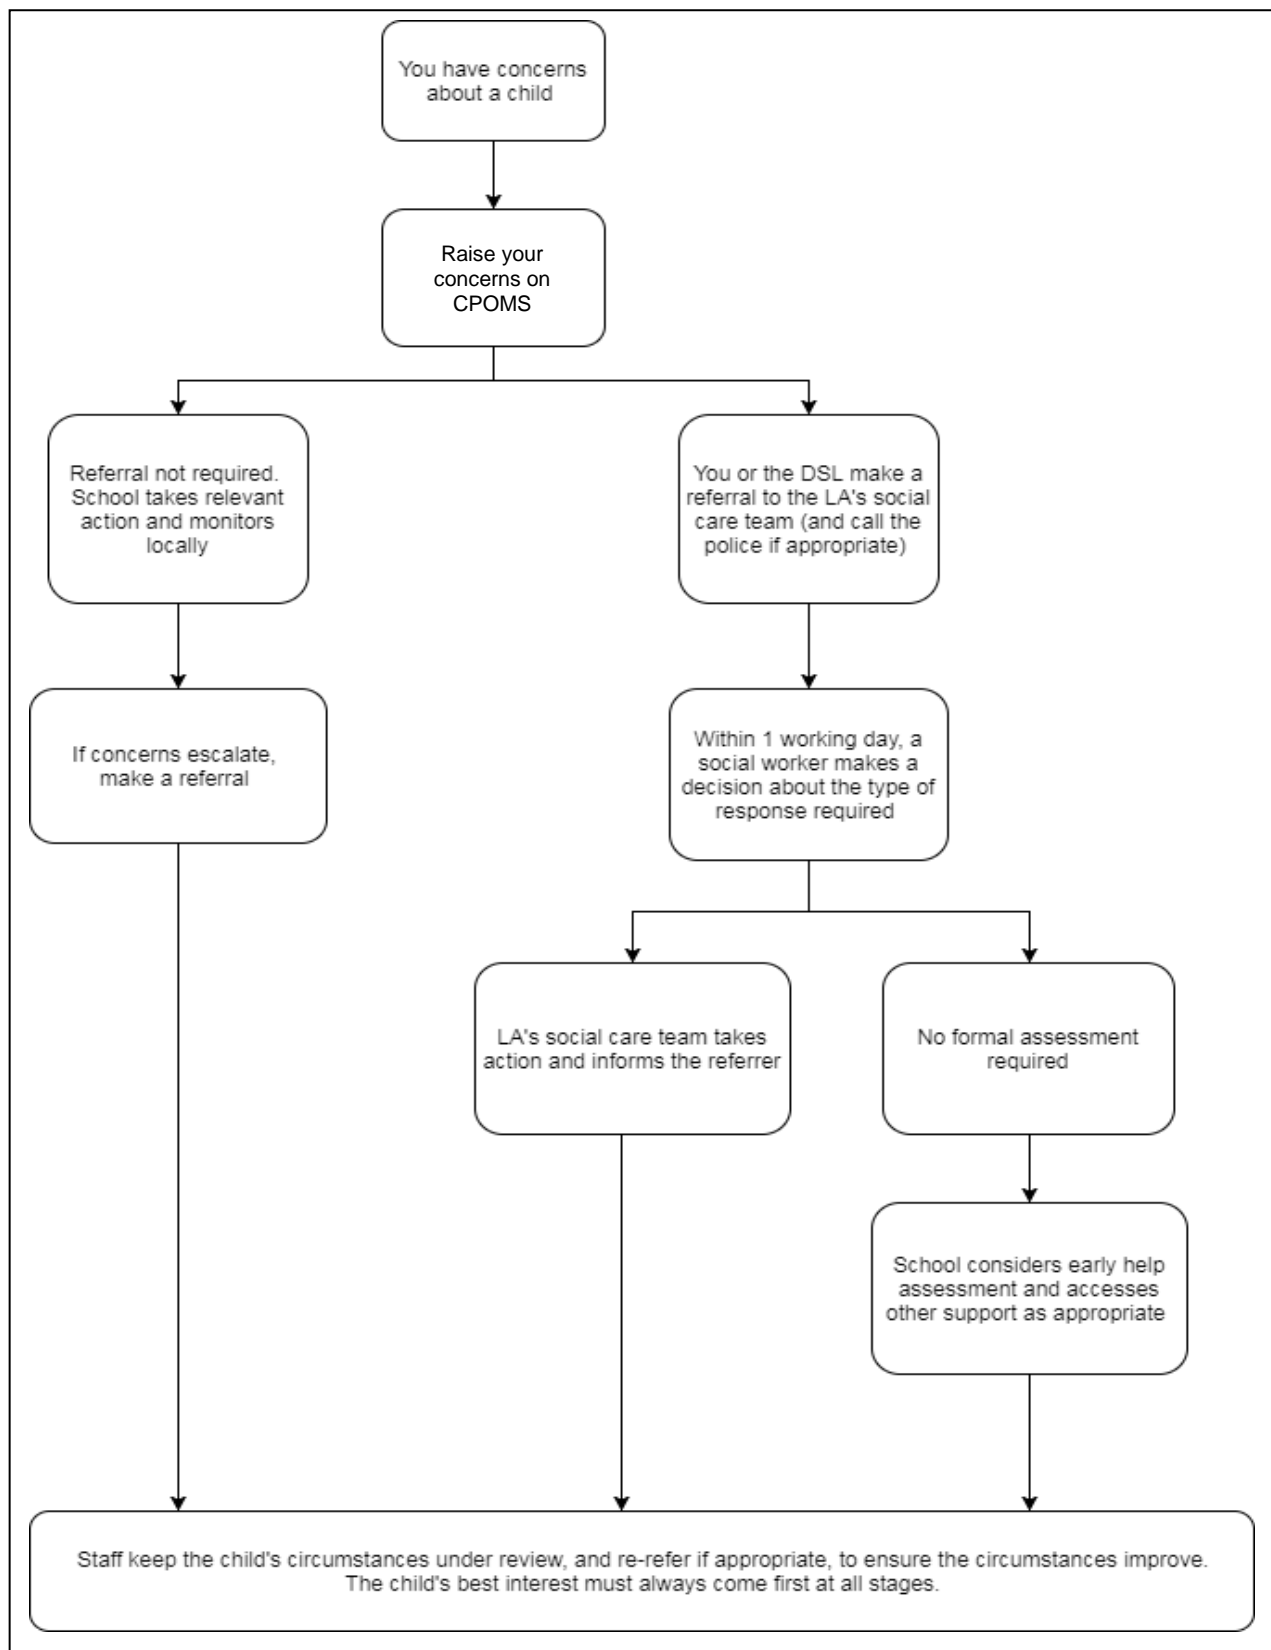 You have concerns
about a child
Raise your
concerns on
CPOMS
Referral not required.
School takes relevant
action and monitors
locally
You or the DSL make a
referral to the LA's social
care team (and call the
police if appropriate)
If concerns escalate,
make a referral
Within 1 working day, a
social worker makes a
decision about the type of
response required
LA's social care team takes
action and informs the referrer
No formal assessment
required
School considers early help
assessment and accesses
other support as appropriate
Staff keep the child's circumstances under review, and re-refer if appropriate, to ensure the circumstances improve.
The child's best interest must always come first at all stages.